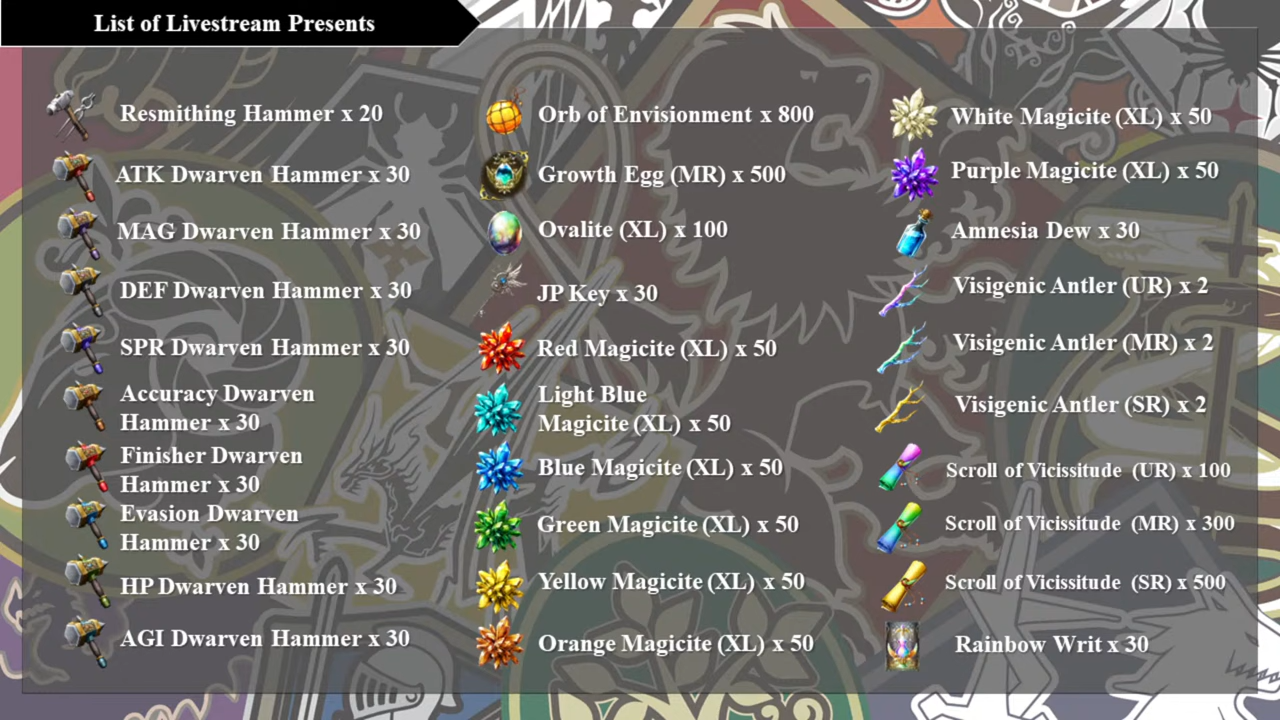 List of Livestream Presents
Resmithing Hammer x 20
ATK Dwarven Hammer x 30
MAG Dwarven Hammer x 30
DEF Dwarven Hammer x 30
SPR Dwarven Hammer x 30
Accuracy Dwarven
Hammer x 30
Finisher Dwarven
Hammer x 30
Evasion Dwarven
Hammer x 30
HP Dwarven Hammer x 30
AGI Dwarven Hammer x 30
Orb of Envisionment x 800
Growth Egg (MR) x 500
Ovalite (XL) x 100
JP Key x 30
Red Magicite (XL) x 50
Light Blue
Magicite (XL) x 50
Blue Magicite (XL) x 50
Green Magicite (XL) x 50
Yellow Magicite (XL) x 50
Orange Magicite (XL) x 50
White Magicite (XL) x 50
Purple Magicite (XL) x 50
Amnesia Dew x 30
Visigenic Antler (UR) x 2
Visigenic Antler (MR) x 2
Visigenic Antler (SR) x 2
Scroll of Vicissitude (UR) x 100
Scroll of Vicissitude (MR) x 300
Scroll of Vicissitude (SR) x 500
Rainbow Writ x 30